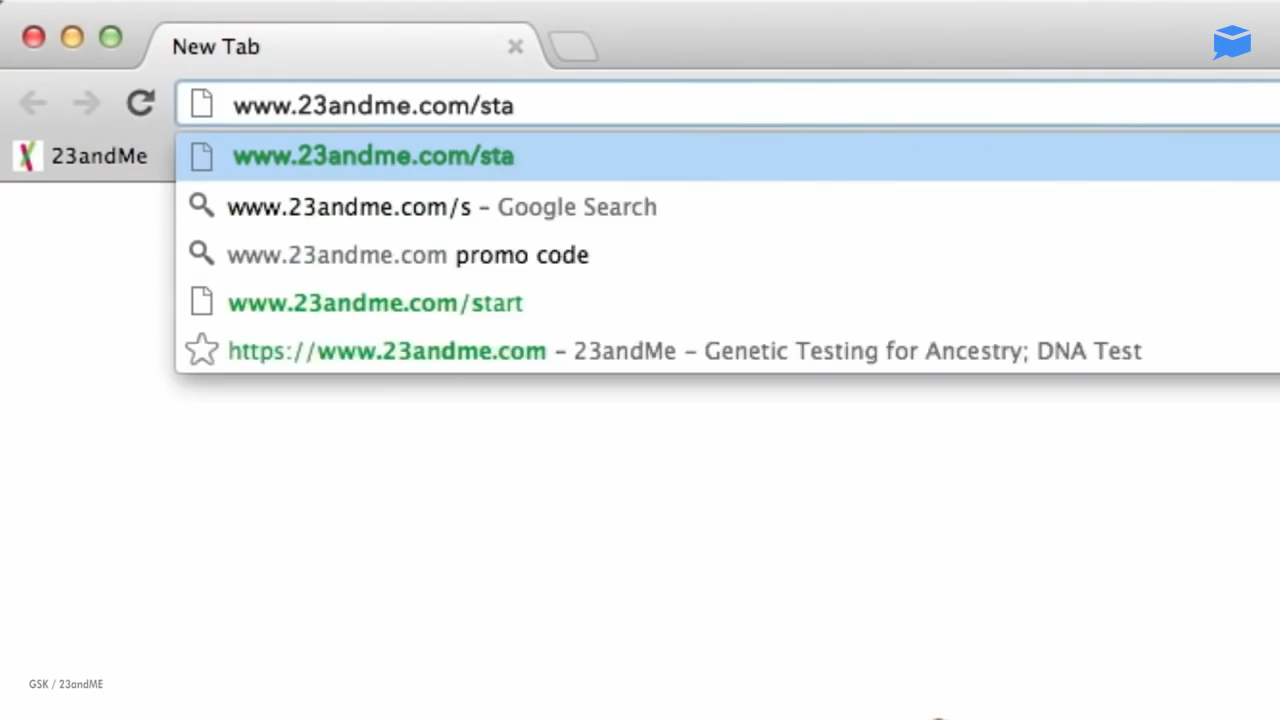 New Tab
www.23andme.com/sta
23andMe
www.23andme.com/sta
www.23andme.com/s – Google Search
www.23andme.com promo code
www.23andme.com/start
https://www.23andme.com – 23andMe – Genetic Testing for Ancestry; DNA Test
GSK / 23andME